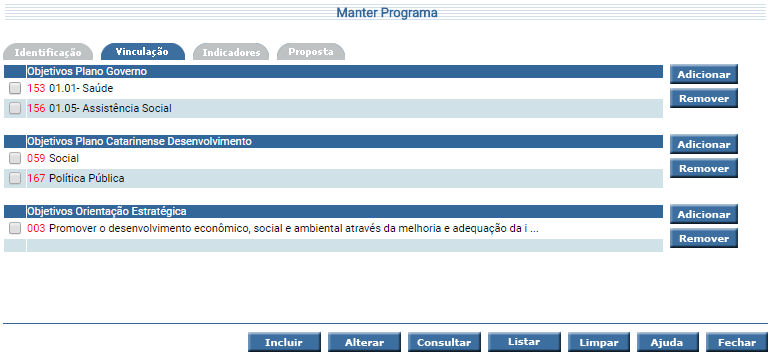 Manter Programa
Identificação Vinculação Indicadores Proposta
Objetivos Plano Governo
Adicionar
153 01.01- Saúde
Remover
156 01.05- Assistência Social
Objetivos Plano Catarinense Desenvolvimento
Adicionar
059 Social
Remover
167 Política Pública
Objetivos Orientação Estratégica
Adicionar
003 Promover o desenvolvimento econômico, social e ambiental através da melhoria e adequação da i ...
Remover
Incluir Alterar Consultar Listar Limpar Ajuda Fechar